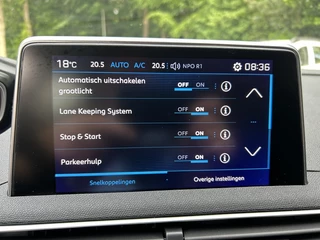 18°C 20.5 AUTO A/C 20.5 NPO R1 08:36
Automatisch uitschakelen
grootlicht OFF ON
Lane Keeping System OFF ON
Stop & Start OFF ON
Parkeerhulp OFF ON
Snelkoppelingen Overige instellingen